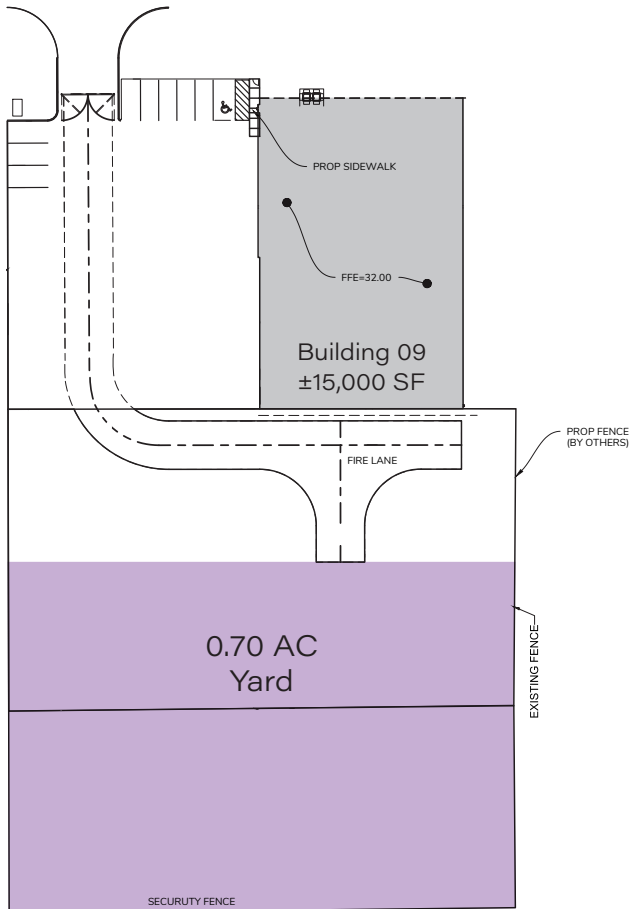 PROP SIDEWALK
FFE=32.00
Building 09
±15,000 SF
PROP FENCE
(BY OTHERS)
FIRE LANE
0.70 AC
Yard
EXISTING FENCE
SECURUTY FENCE